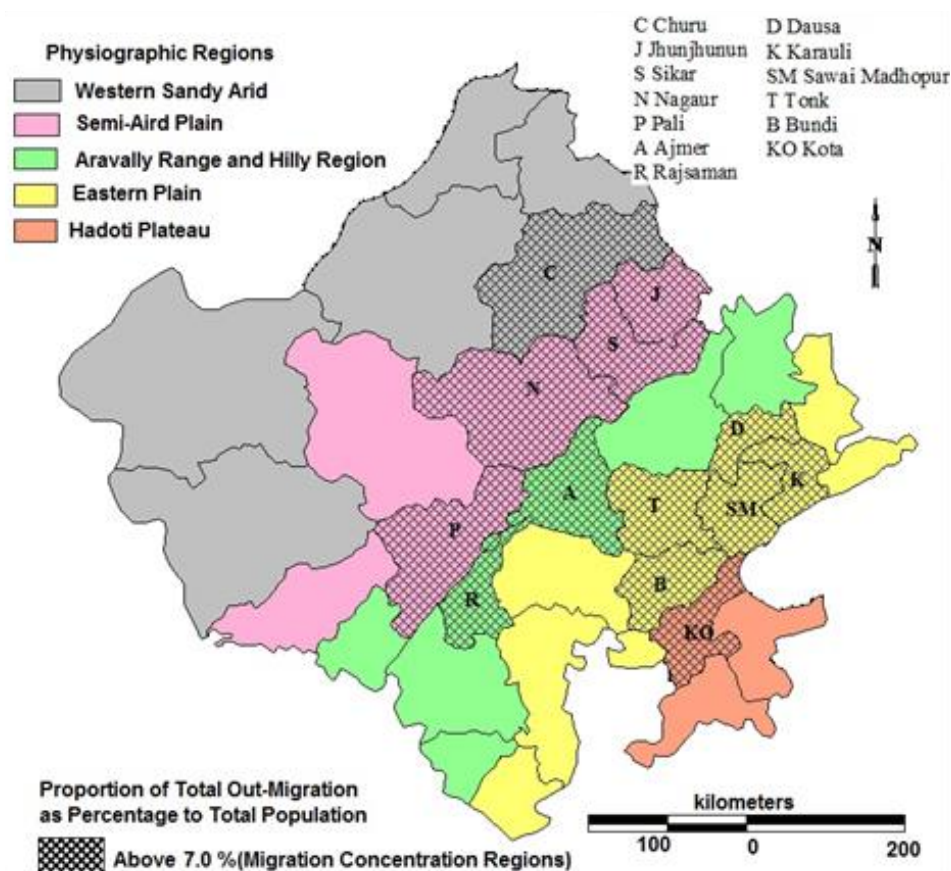 Physiographic Regions
Western Sandy Arid
Semi-Aird Plain
Aravally Range and Hilly Region
Eastern Plain
Hadoti Plateau
C Churu
J Jhunjhunun
S Sikar
N Nagaur
P Pali
A Ajmer
R Rajsaman
D Dausa
K Karauli
SM Sawai Madhopur
T Tonk
B Bundi
KO Kota
N
C
J
S
N
D
A
K
T
SM
P
B
R
KO
Proportion of Total Out-Migration
as Percentage to Total Population
Above 7.0 %(Migration Concentration Regions)
kilometers
100 0 200